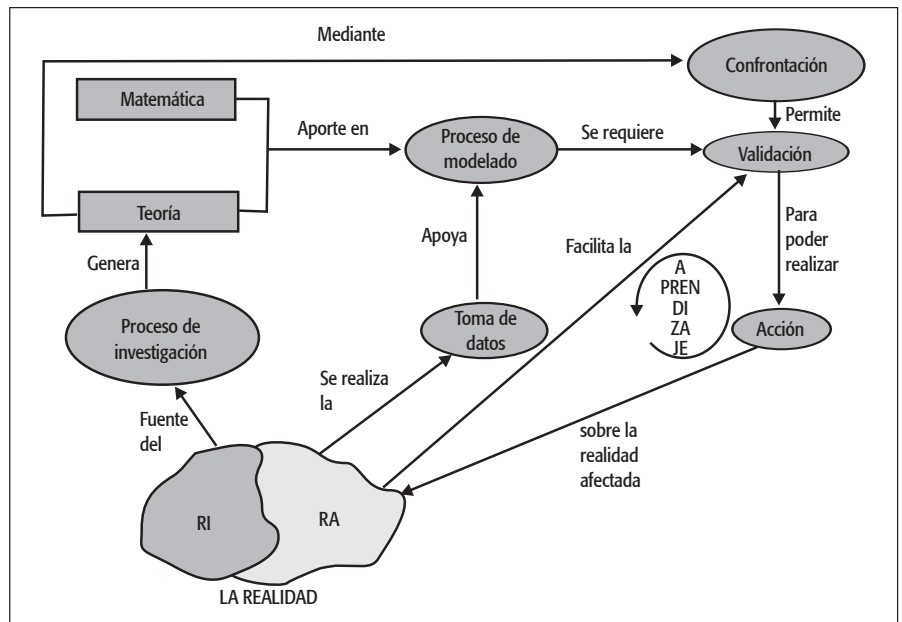 Mediante
Confrontación
Matemática
Permite
Aporte en
Proceso de
modelado
Se requiere
Validación
Teoría
Apoya
Facilita la
Para
poder
realizar
Genera
A
PREN
DI
ZA
JE
Proceso de
investigación
Toma de
datos
Acción
Se realiza
la
Fuente
del
sobre la
realidad
afectada
RI
RA
LA REALIDAD